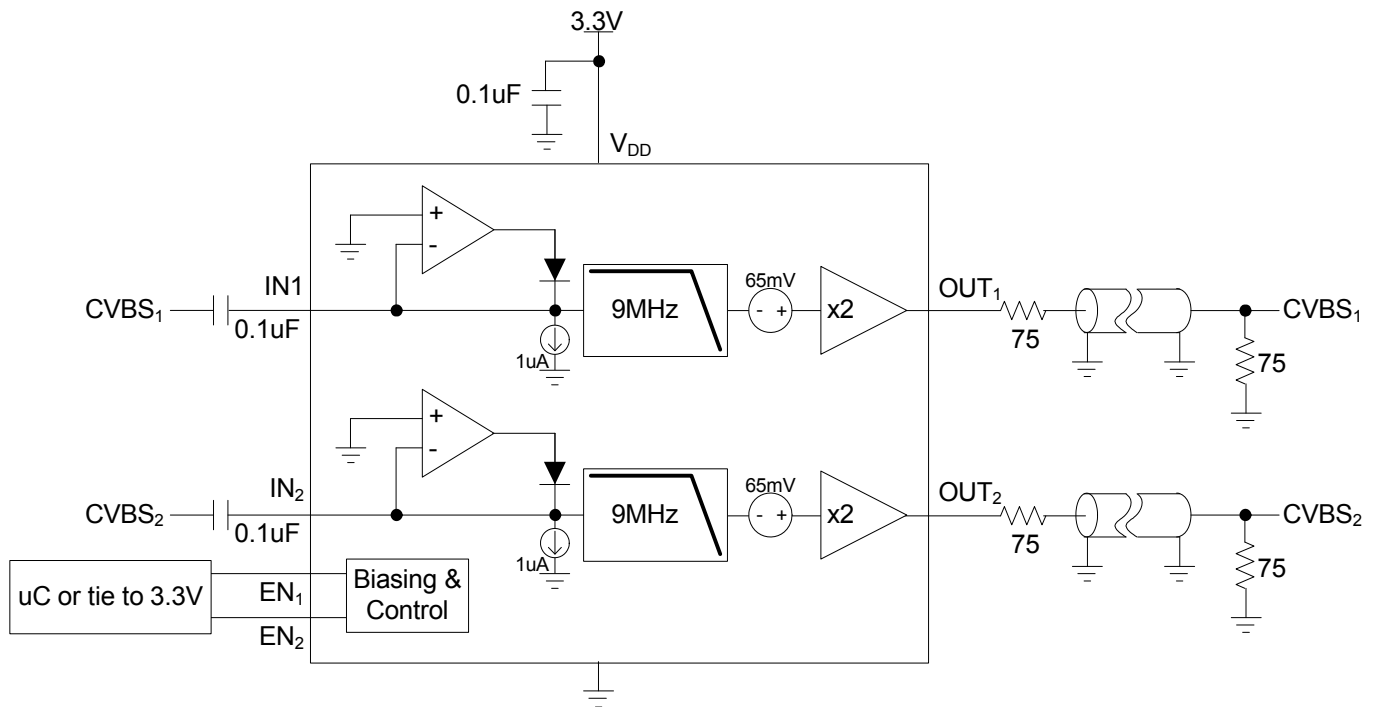 3.3V
0.1uF
V_DD
+
-
IN1
CVBS₁
0.1uF
1uA
9MHz
65mV
- +
x2
OUT₁
75
CVBS₁
75
+
-
IN₂
CVBS₂
0.1uF
1uA
9MHz
65mV
- +
x2
OUT₂
75
CVBS₂
75
uC or tie to 3.3V
EN₁
EN₂
Biasing &
Control